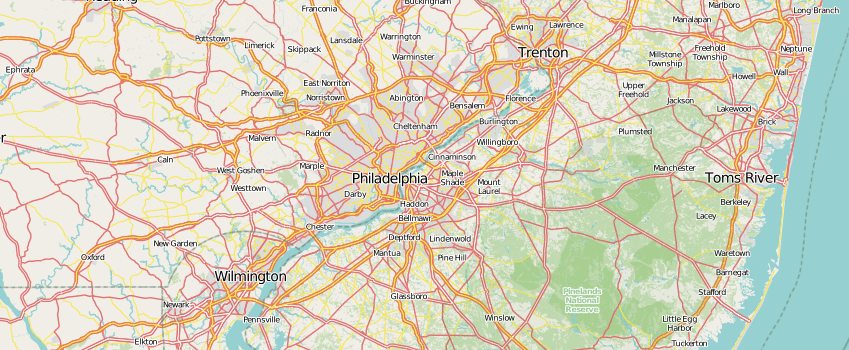 Buckingham
Marlboro
Long Branch
Franconia
Manalapan
Ewing
Lawrence
Pottstown
Limerick
Lansdale
Warrington
Skippack
Warminster
Trenton
Millstone
Township
Freehold
Township
Neptune
Ephrata
East Norriton
Howell
Wall
Phoenixville
Norristown
Abington
Bensalem
Florence
Upper
Freehold
Jackson
Lakewood
Brick
Malvern
Radnor
Cheltenham
Burlington
Willingboro
Plumsted
Caln
West Goshen
Marple
Cinnaminson
Manchester
Westtown
Philadelphia
Maple
Shade
Mount
Laurel
Toms River
Darby
Haddon
Berkeley
Bellmawr
Lacey
Chester
Deptford
Lindenwold
New Garden
Oxford
Mantua
Pine Hill
Waretown
Barnegat
Wilmington
Newark
Glassboro
Pinelands
National
Reserve
Stafford
Pennsville
Winslow
Little Egg
Harbor
Elkton
Tuckerton